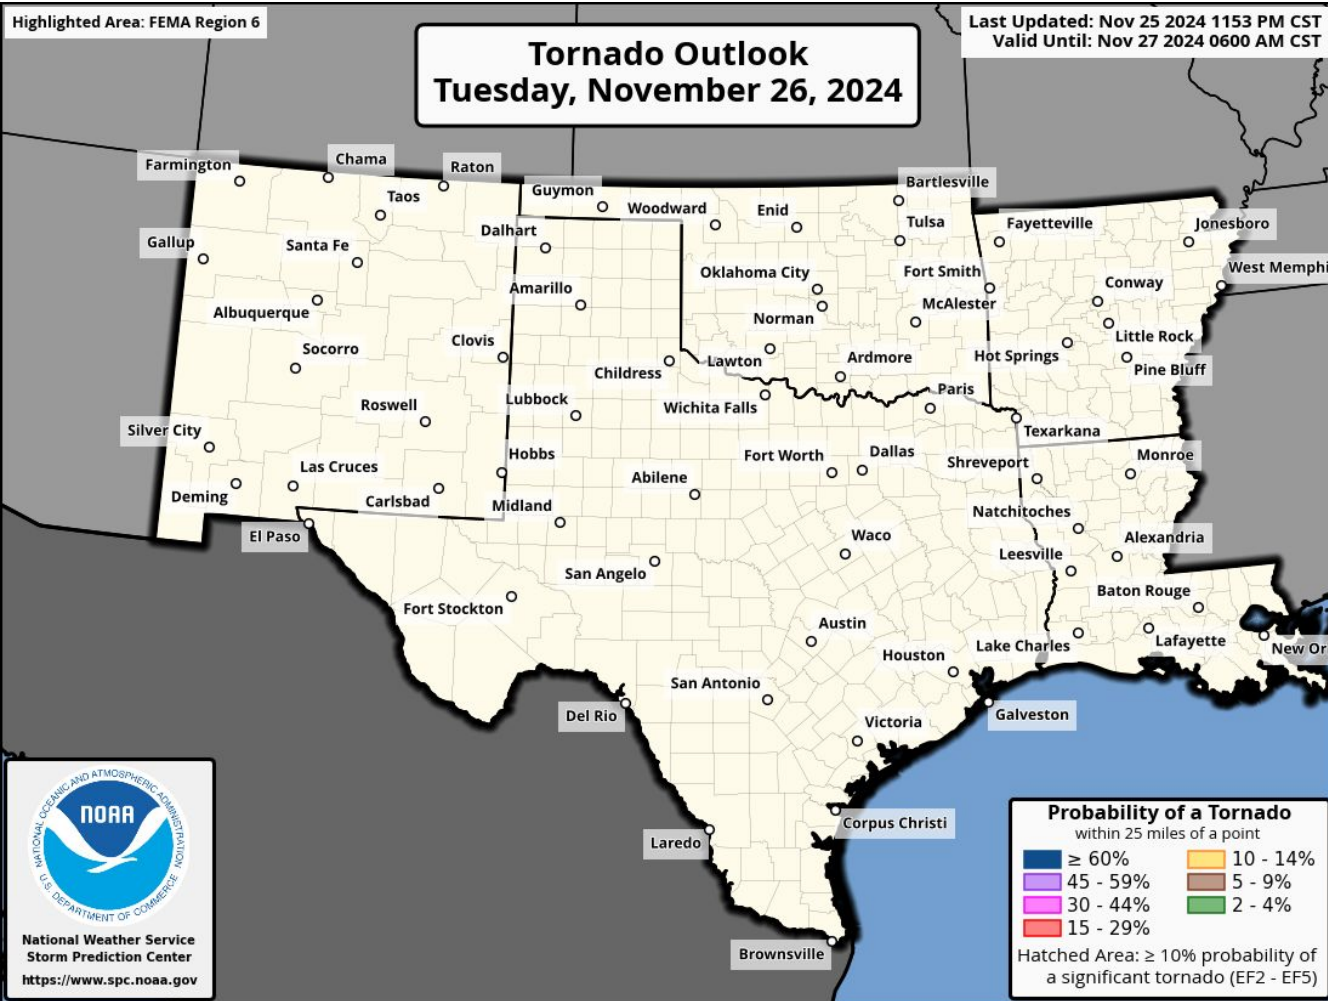 Highlighted Area: FEMA Region 6
Last Updated: Nov 25 2024 1153 PM CST
Valid Until: Nov 27 2024 0600 AM CST
Tornado Outlook
Tuesday, November 26, 2024
Farmington
Chama
Raton
Taos
Guymon
Woodward
Enid
Bartlesville
Tulsa
Fayetteville
Jonesboro
Gallup
Santa Fe
Dalhart
Oklahoma City
Fort Smith
West Memphi
Albuquerque
Amarillo
Norman
McAlester
Conway
Socorro
Clovis
Childress
Lawton
Ardmore
Hot Springs
Little Rock
Pine Bluff
Roswell
Lubbock
Wichita Falls
Paris
Texarkana
Silver City
Las Cruces
Hobbs
Abilene
Fort Worth
Dallas
Shreveport
Monroe
Deming
Carlsbad
Midland
Natchitoches
El Paso
Waco
Leesville
Alexandria
San Angelo
Fort Stockton
Baton Rouge
Austin
Houston
Lake Charles
Lafayette
New Or
San Antonio
Del Rio
Victoria
Galveston
Corpus Christi
Laredo
Brownsville
NATIONAL OCEANIC AND ATMOSPHERIC ADMINISTRATION
NOAA
U.S. DEPARTMENT OF COMMERCE
National Weather Service
Storm Prediction Center
https://www.spc.noaa.gov
Probability of a Tornado
within 25 miles of a point
≥ 60%
10 - 14%
45 - 59%
5 - 9%
30 - 44%
2 - 4%
15 - 29%
Hatched Area: ≥ 10% probability of
a significant tornado (EF2 - EF5)